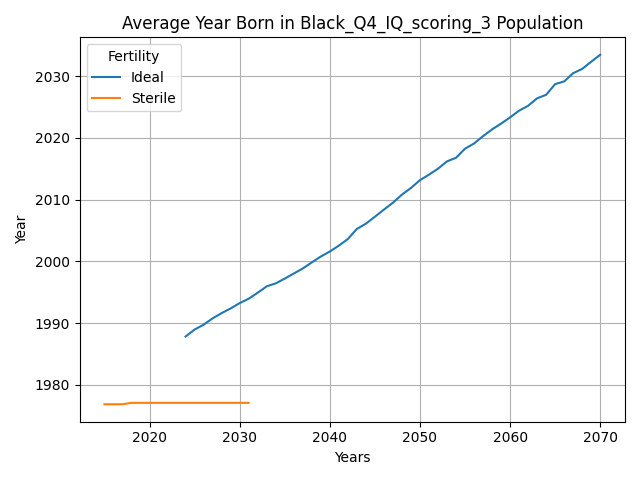 Average Year Born in Black_Q4_IQ_scoring_3 Population
Fertility
Ideal
Sterile
Year
2030
2020
2010
2000
1990
1980
2020 2030 2040 2050 2060 2070
Years